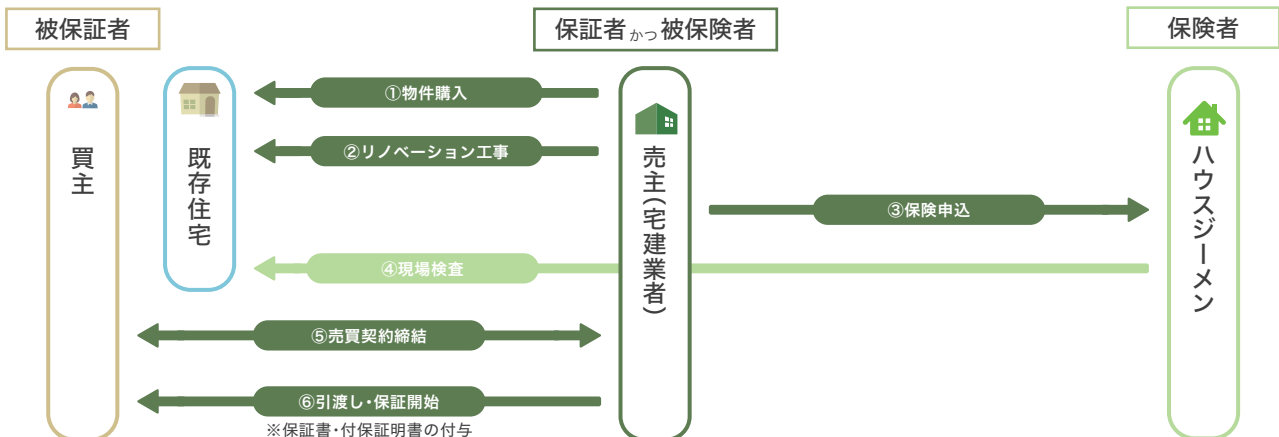 被保証者
保証者かつ被保険者
保険者
買主
既存住宅
売主(宅建業者)
ハウスジーメン
①物件購入
②リノベーション工事
③保険申込
④現場検査
⑤売買契約締結
⑥引渡し・保証開始
※保証書・付保証明書の付与